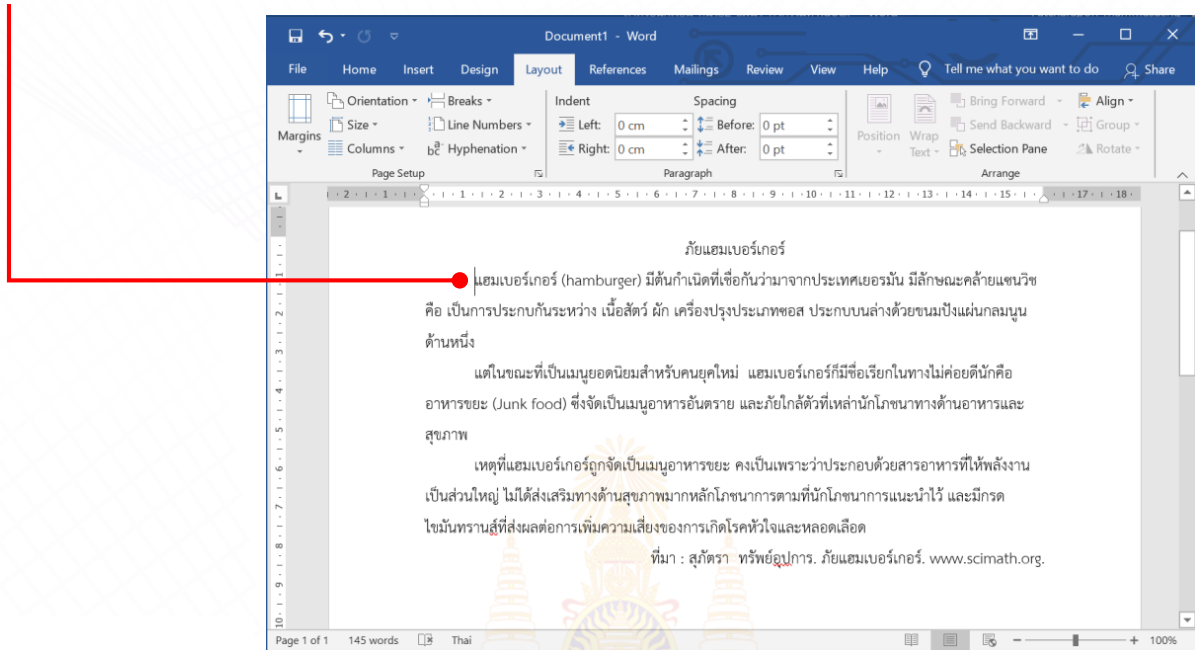 Document1 - Word
File Home Insert Design Layout References Mailings Review View Help Tell me what you want to do Share
Margins
Orientation Breaks
Size Line Numbers
Columns Hyphenation
Page Setup
Indent Spacing
Left: 0 cm Before: 0 pt
Right: 0 cm After: 0 pt
Paragraph
Position Wrap Text
Bring Forward Align
Send Backward Group
Selection Pane Rotate
Arrange
2 1 1 2 3 4 5 6 7 8 9 10 11 12 13 14 15 17 18
ภัยแฮมเบอร์เกอร์
แฮมเบอร์เกอร์ (hamburger) มีต้นกำเนิดที่เชื่อกันว่ามาจากประเทศเยอรมัน มีลักษณะคล้ายแซนวิช
คือ เป็นการประกบกันระหว่าง เนื้อสัตว์ ผัก เครื่องปรุงประเภทซอส ประกบบนล่างด้วยขนมปังแผ่นกลมนูน
ด้านหนึ่ง
แต่ในขณะที่เป็นเมนูยอดนิยมสำหรับคนยุคใหม่ แฮมเบอร์เกอร์ก็มีชื่อเรียกในทางไม่ค่อยดีนักคือ
อาหารขยะ (Junk food) ซึ่งจัดเป็นเมนูอาหารอันตราย และภัยใกล้ตัวที่เหล่านักโภชนาทางด้านอาหารและ
สุขภาพ
เหตุที่แฮมเบอร์เกอร์ถูกจัดเป็นเมนูอาหารขยะ คงเป็นเพราะว่าประกอบด้วยสารอาหารที่ให้พลังงาน
เป็นส่วนใหญ่ ไม่ได้ส่งเสริมทางด้านสุขภาพมากหลักโภชนาการตามที่นักโภชนาการแนะนำไว้ และมีกรด
ไขมันทรานส์ที่ส่งผลต่อการเพิ่มความเสี่ยงของการเกิดโรคหัวใจและหลอดเลือด
ที่มา : สุภัตรา ทรัพย์อุปการ. ภัยแฮมเบอร์เกอร์. www.scimath.org.
Page 1 of 1 145 words Thai 100%